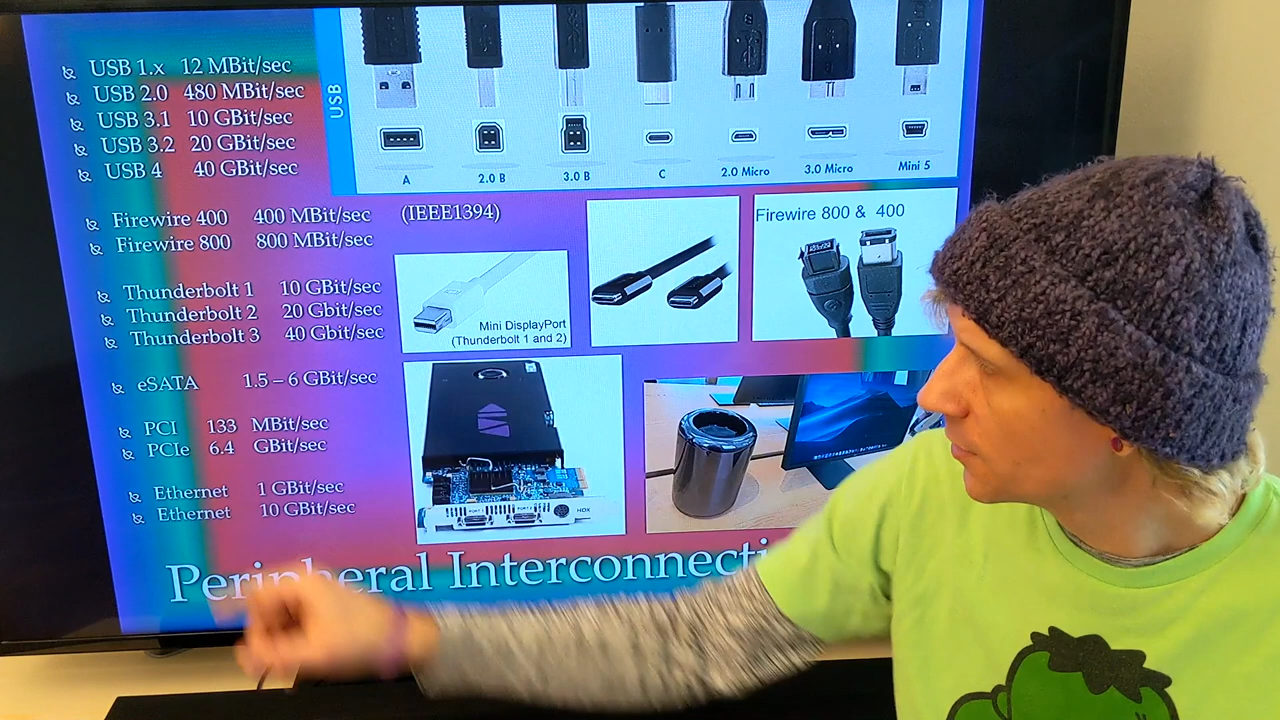 USB 1.x 12 MBit/sec
USB 2.0 480 MBit/sec
USB 3.1 10 GBit/sec
USB 3.2 20 GBit/sec
USB 4 40 GBit/sec
USB
A 2.0 B 3.0 B C 2.0 Micro 3.0 Micro Mini 5
Firewire 400 400 MBit/sec (IEEE1394)
Firewire 800 800 MBit/sec
Firewire 800 & 400
Thunderbolt 1 10 GBit/sec
Thunderbolt 2 20 Gbit/sec
Thunderbolt 3 40 Gbit/sec
Mini DisplayPort
(Thunderbolt 1 and 2)
eSATA 1.5 – 6 GBit/sec
PCI 133 MBit/sec
PCIe 6.4 GBit/sec
Ethernet 1 GBit/sec
Ethernet 10 GBit/sec
PORT 1 PORT 2 HDX
Peripheral Interconnecti